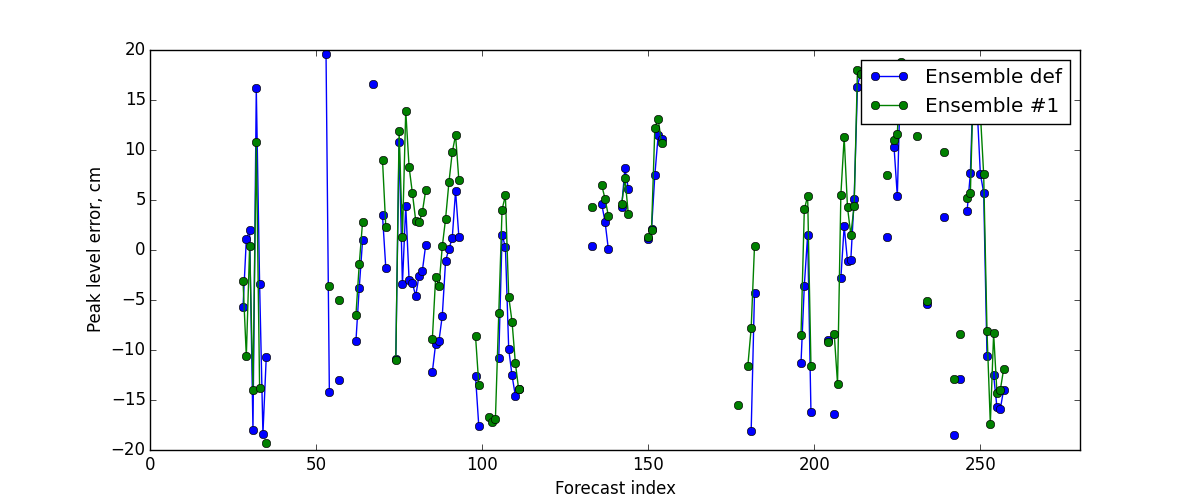 20
15
10
5
0
−5
−10
−15
−20
0 50 100 150 200 250
Peak level error, cm
Forecast index
Ensemble def
Ensemble #1